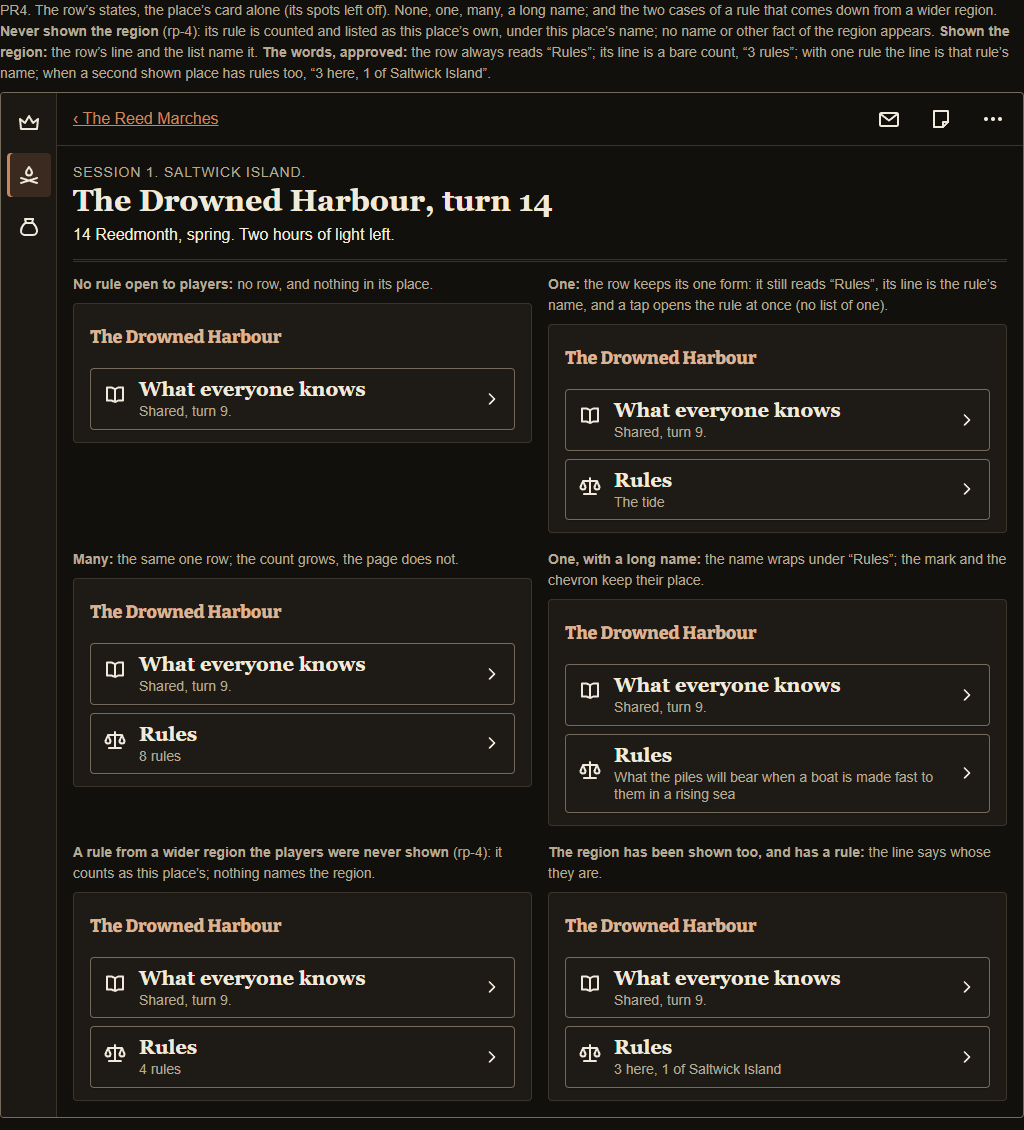 PR4. The row’s states, the place’s card alone (its spots left off). None, one, many, a long name; and the two cases of a rule that comes down from a wider region.
Never shown the region (rp-4): its rule is counted and listed as this place’s own, under this place’s name; no name or other fact of the region appears. Shown the
region: the row’s line and the list name it. The words, approved: the row always reads “Rules”; its line is a bare count, “3 rules”; with one rule the line is that rule’s
name; when a second shown place has rules too, “3 here, 1 of Saltwick Island”.
‹ The Reed Marches
SESSION 1. SALTWICK ISLAND.
The Drowned Harbour, turn 14
14 Reedmonth, spring. Two hours of light left.
No rule open to players: no row, and nothing in its place.
The Drowned Harbour
What everyone knows
Shared, turn 9.
One: the row keeps its one form: it still reads “Rules”, its line is the rule’s
name, and a tap opens the rule at once (no list of one).
The Drowned Harbour
What everyone knows
Shared, turn 9.
Rules
The tide
Many: the same one row; the count grows, the page does not.
The Drowned Harbour
What everyone knows
Shared, turn 9.
Rules
8 rules
One, with a long name: the name wraps under “Rules”; the mark and the
chevron keep their place.
The Drowned Harbour
What everyone knows
Shared, turn 9.
Rules
What the piles will bear when a boat is made fast to
them in a rising sea
A rule from a wider region the players were never shown (rp-4): it
counts as this place’s; nothing names the region.
The Drowned Harbour
What everyone knows
Shared, turn 9.
Rules
4 rules
The region has been shown too, and has a rule: the line says whose
they are.
The Drowned Harbour
What everyone knows
Shared, turn 9.
Rules
3 here, 1 of Saltwick Island